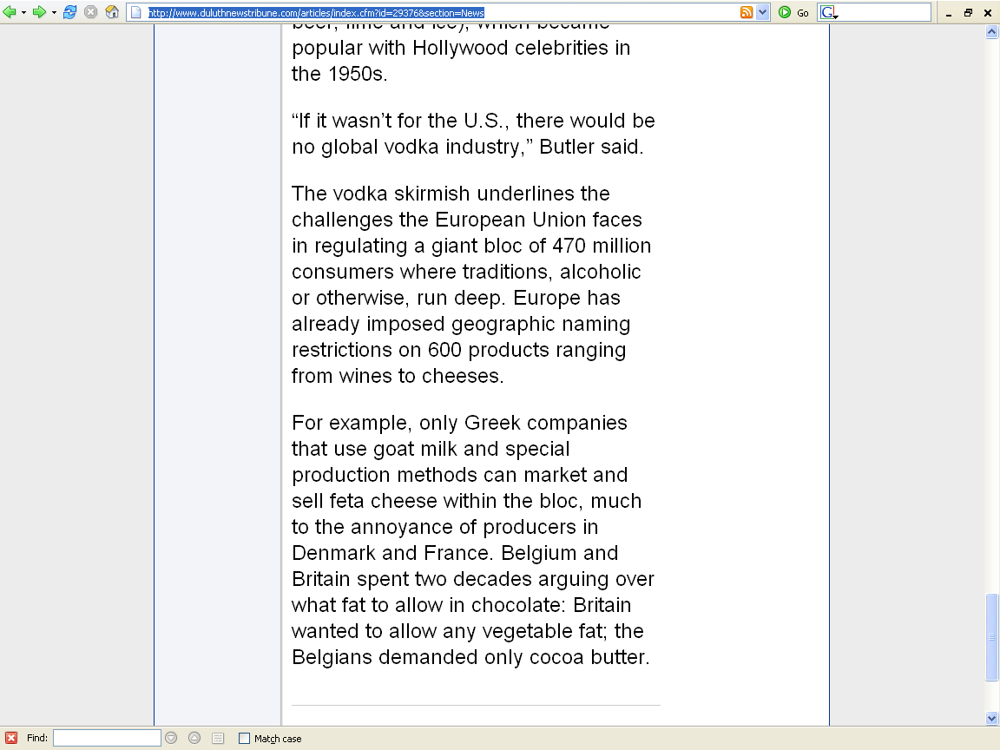 http://www.duluthnewstribune.com/articles/index.cfm?id=29376&section=News
Go
G
beer, lime and ice), which became
popular with Hollywood celebrities in
the 1950s.
“If it wasn’t for the U.S., there would be
no global vodka industry,” Butler said.
The vodka skirmish underlines the
challenges the European Union faces
in regulating a giant bloc of 470 million
consumers where traditions, alcoholic
or otherwise, run deep. Europe has
already imposed geographic naming
restrictions on 600 products ranging
from wines to cheeses.
For example, only Greek companies
that use goat milk and special
production methods can market and
sell feta cheese within the bloc, much
to the annoyance of producers in
Denmark and France. Belgium and
Britain spent two decades arguing over
what fat to allow in chocolate: Britain
wanted to allow any vegetable fat; the
Belgians demanded only cocoa butter.
Find:
Match case